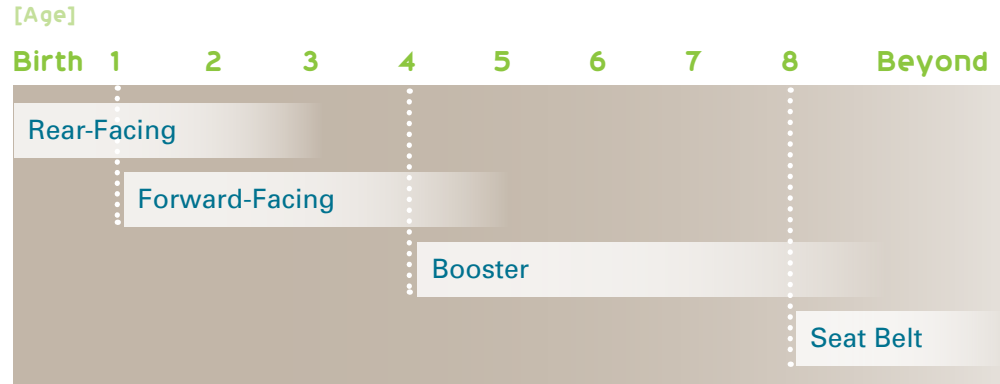 [Age]
Birth 1 2 3 4 5 6 7 8 Beyond
Rear-Facing
Forward-Facing
Booster
Seat Belt